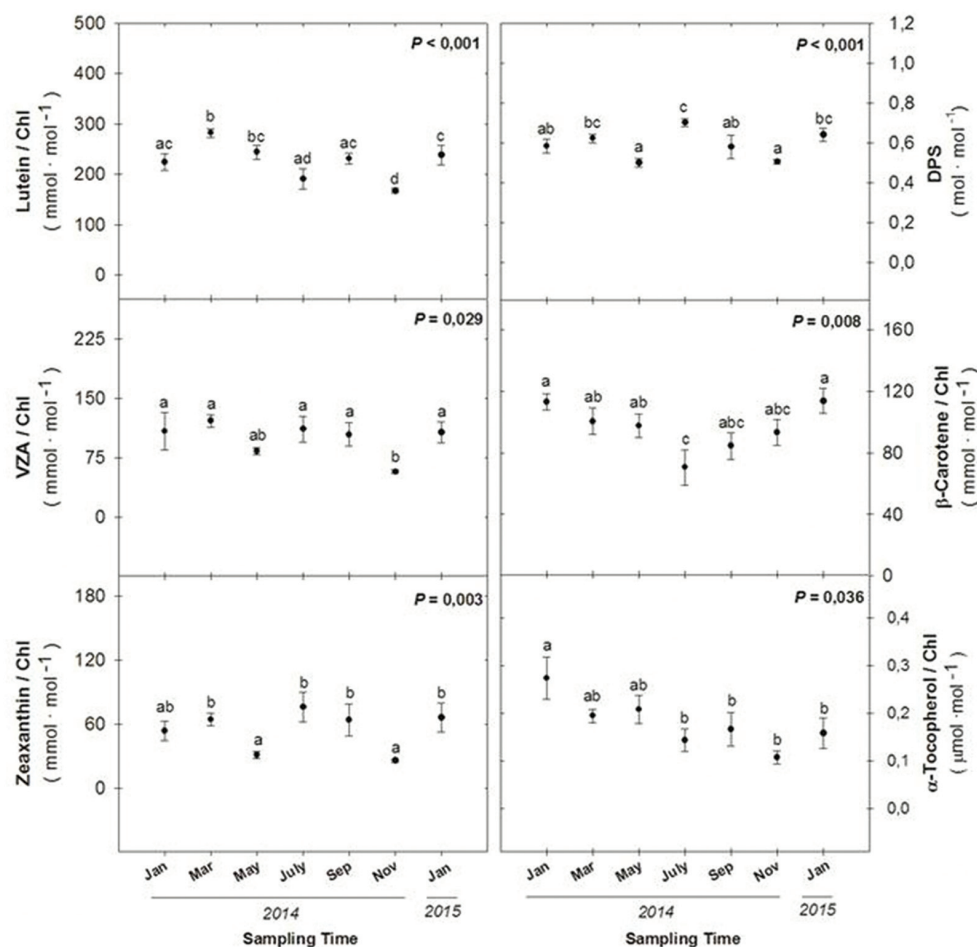 500
400
300
200
100
0
Lutein / Chl
( mmol · mol⁻¹ )
P < 0,001
ac
b
bc
ad
ac
d
c
P < 0,001
ab
bc
a
c
ab
a
bc
1,2
1,0
0,8
0,6
0,4
0,2
0,0
DPS
( mol · mol⁻¹ )
225
150
75
0
VZA / Chl
( mmol · mol⁻¹ )
P = 0,029
a
a
ab
a
a
b
a
P = 0,008
a
ab
ab
c
abc
abc
a
160
120
80
40
0
β-Carotene / Chl
( mmol · mol⁻¹ )
180
120
60
0
Zeaxanthin / Chl
( mmol · mol⁻¹ )
P = 0,003
ab
b
a
b
b
a
b
P = 0,036
a
ab
ab
b
b
b
b
0,4
0,3
0,2
0,1
0,0
α-Tocopherol / Chl
( μmol ·mol⁻¹ )
Jan Mar May July Sep Nov Jan
2014 2015
Sampling Time
Jan Mar May July Sep Nov Jan
2014 2015
Sampling Time